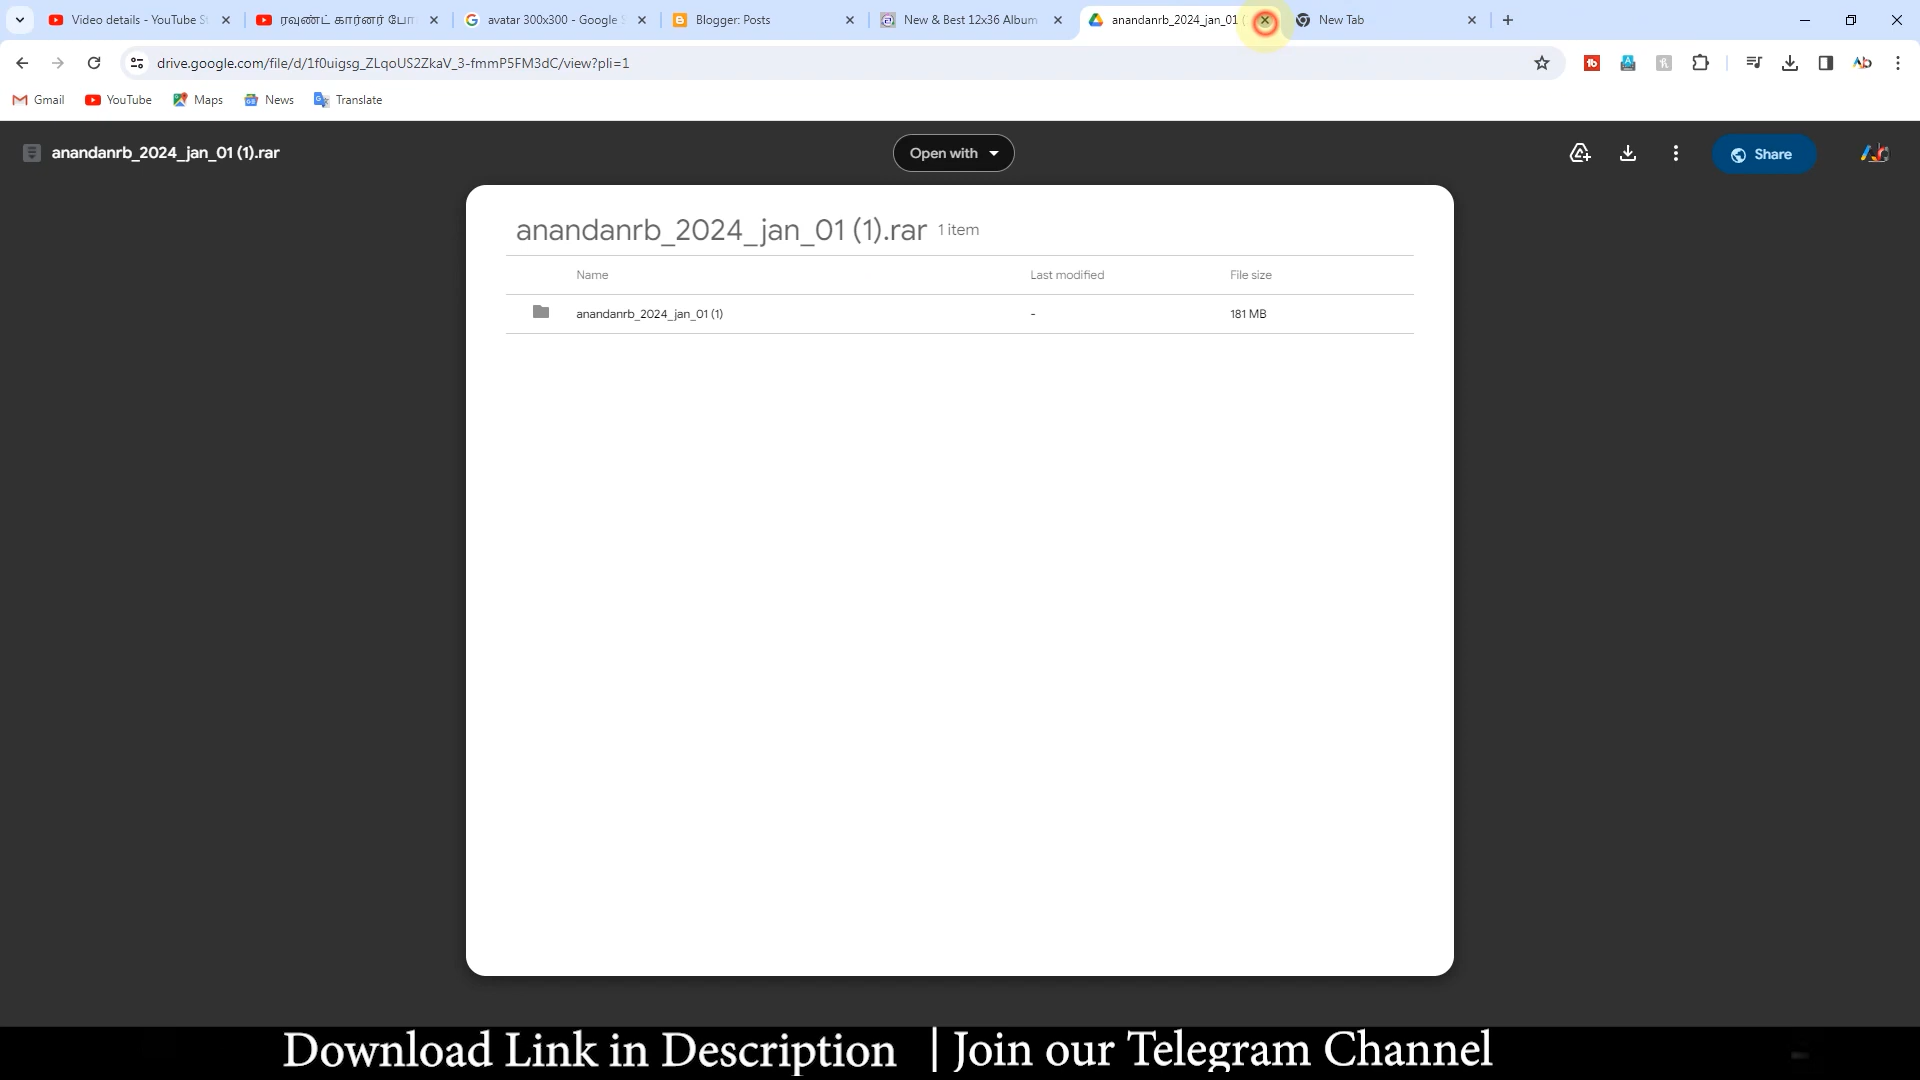 Video details - YouTube S
ரவுண்ட் கார்னர் போ
avatar 300x300 - Google S
Blogger: Posts
New & Best 12x36 Album
anandanrb_2024_jan_01 (
New Tab
drive.google.com/file/d/1f0uigsg_ZLqoUS2ZkaV_3-fmmP5FM3dC/view?pli=1
Gmail
YouTube
Maps
News
Translate
anandanrb_2024_jan_01 (1).rar
Open with
Share
anandanrb_2024_jan_01 (1).rar 1 item
Name Last modified File size
anandanrb_2024_jan_01 (1) - 181 MB
Download Link in Description | Join our Telegram Channel